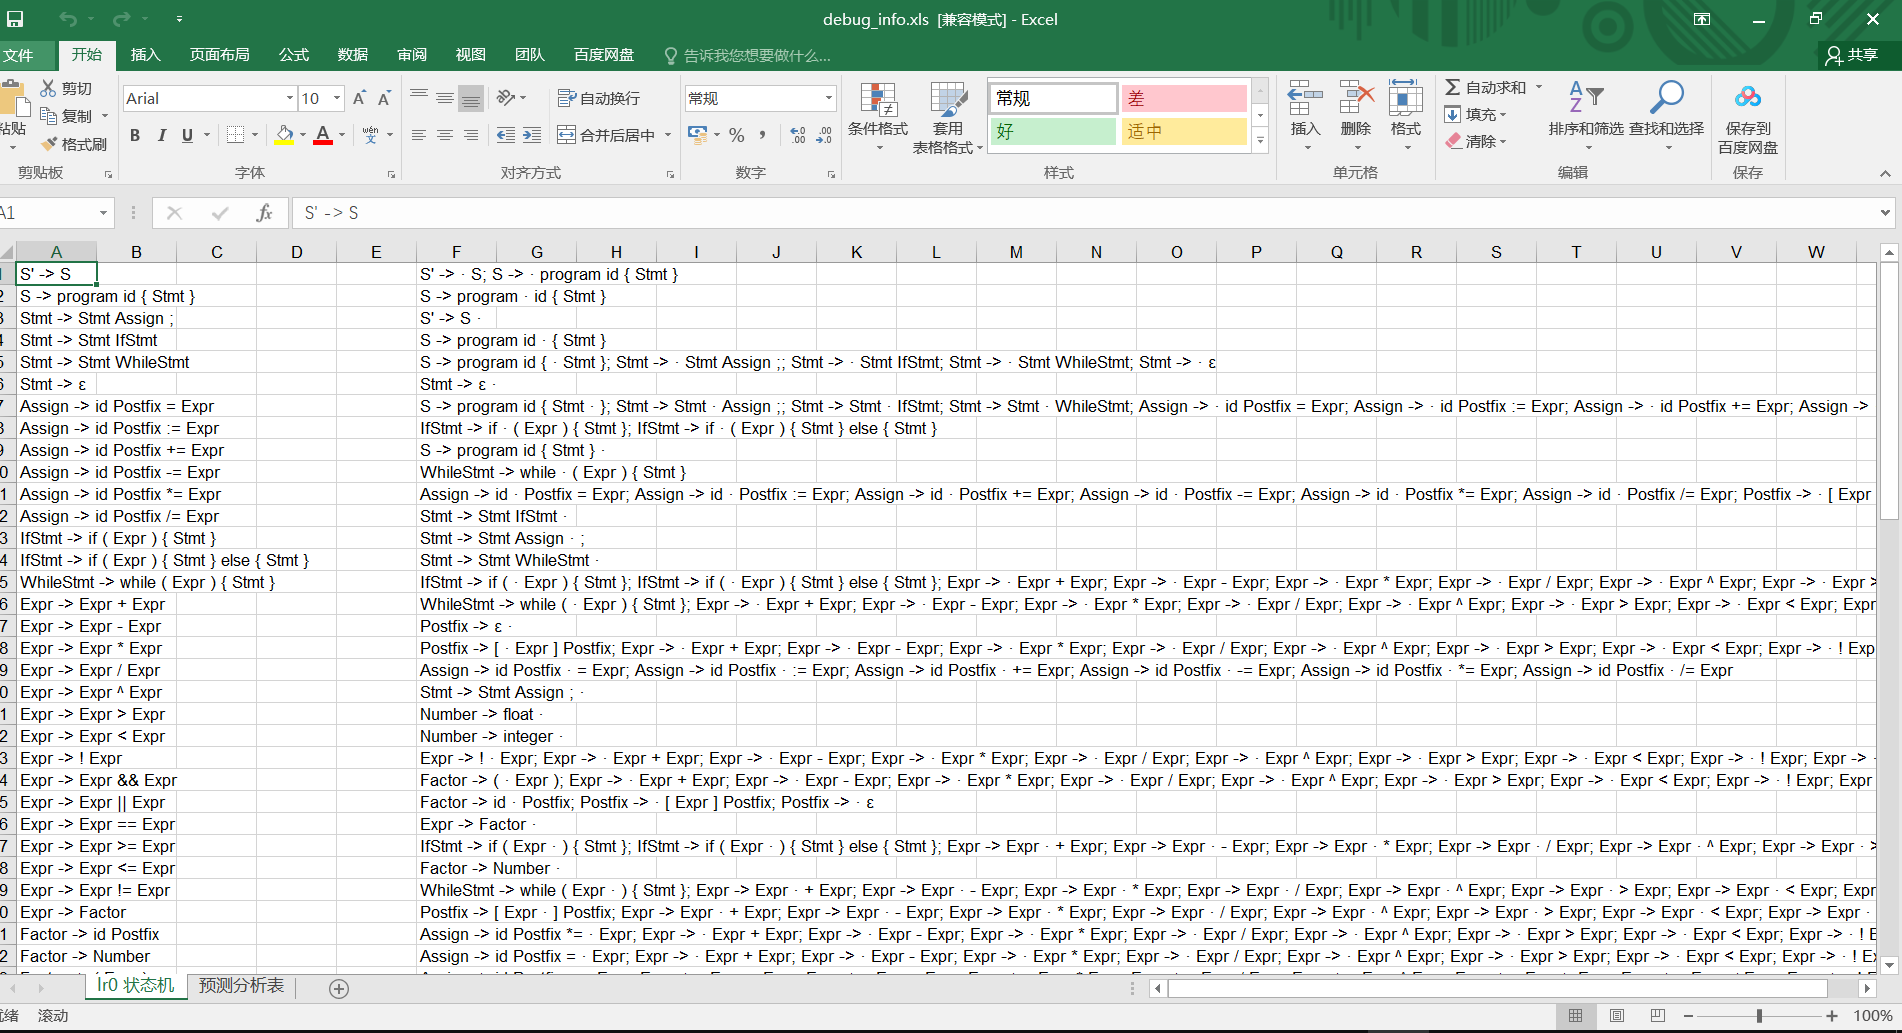 debug_info.xls  [兼容模式] - Excel
文件 开始 插入 页面布局 公式 数据 审阅 视图 团队 百度网盘 告诉我您想要做什么... 共享
剪切
复制
格式刷
粘贴
剪贴板
Arial 10
B I U A wén 文
字体
自动换行
合并后居中
对齐方式
常规
% ,
数字
条件格式
套用
表格格式
常规 差
好 适中
样式
插入 删除 格式
单元格
自动求和
填充
清除
排序和筛选 查找和选择
编辑
保存到
百度网盘
保存
A1 fx S' -> S
A B C D E F G H I J K L M N O P Q R S T U V W
1 S' -> S S' -> · S; S -> · program id { Stmt }
2 S -> program id { Stmt } S -> program · id { Stmt }
3 Stmt -> Stmt Assign ; S' -> S ·
4 Stmt -> Stmt IfStmt S -> program id · { Stmt }
5 Stmt -> Stmt WhileStmt S -> program id { · Stmt }; Stmt -> · Stmt Assign ;; Stmt -> · Stmt IfStmt; Stmt -> · Stmt WhileStmt; Stmt -> · ε
6 Stmt -> ε Stmt -> ε ·
7 Assign -> id Postfix = Expr S -> program id { Stmt · }; Stmt -> Stmt · Assign ;; Stmt -> Stmt · IfStmt; Stmt -> Stmt · WhileStmt; Assign -> · id Postfix = Expr; Assign -> · id Postfix := Expr; Assign -> · id Postfix += Expr; Assign ->
8 Assign -> id Postfix := Expr IfStmt -> if · ( Expr ) { Stmt }; IfStmt -> if · ( Expr ) { Stmt } else { Stmt }
9 Assign -> id Postfix += Expr S -> program id { Stmt } ·
0 Assign -> id Postfix -= Expr WhileStmt -> while · ( Expr ) { Stmt }
1 Assign -> id Postfix *= Expr Assign -> id · Postfix = Expr; Assign -> id · Postfix := Expr; Assign -> id · Postfix += Expr; Assign -> id · Postfix -= Expr; Assign -> id · Postfix *= Expr; Assign -> id · Postfix /= Expr; Postfix -> · [ Expr
2 Assign -> id Postfix /= Expr Stmt -> Stmt IfStmt ·
3 IfStmt -> if ( Expr ) { Stmt } Stmt -> Stmt Assign · ;
4 IfStmt -> if ( Expr ) { Stmt } else { Stmt } Stmt -> Stmt WhileStmt ·
5 WhileStmt -> while ( Expr ) { Stmt } IfStmt -> if ( · Expr ) { Stmt }; IfStmt -> if ( · Expr ) { Stmt } else { Stmt }; Expr -> · Expr + Expr; Expr -> · Expr - Expr; Expr -> · Expr * Expr; Expr -> · Expr / Expr; Expr -> · Expr ^ Expr; Expr -> · Expr >
6 Expr -> Expr + Expr WhileStmt -> while ( · Expr ) { Stmt }; Expr -> · Expr + Expr; Expr -> · Expr - Expr; Expr -> · Expr * Expr; Expr -> · Expr / Expr; Expr -> · Expr ^ Expr; Expr -> · Expr > Expr; Expr -> · Expr < Expr; Expr
7 Expr -> Expr - Expr Postfix -> ε ·
8 Expr -> Expr * Expr Postfix -> [ · Expr ] Postfix; Expr -> · Expr + Expr; Expr -> · Expr - Expr; Expr -> · Expr * Expr; Expr -> · Expr / Expr; Expr -> · Expr ^ Expr; Expr -> · Expr > Expr; Expr -> · Expr < Expr; Expr -> · ! Exp
9 Expr -> Expr / Expr Assign -> id Postfix · = Expr; Assign -> id Postfix · := Expr; Assign -> id Postfix · += Expr; Assign -> id Postfix · -= Expr; Assign -> id Postfix · *= Expr; Assign -> id Postfix · /= Expr
0 Expr -> Expr ^ Expr Stmt -> Stmt Assign ; ·
1 Expr -> Expr > Expr Number -> float ·
2 Expr -> Expr < Expr Number -> integer ·
3 Expr -> ! Expr Expr -> ! · Expr; Expr -> · Expr + Expr; Expr -> · Expr - Expr; Expr -> · Expr * Expr; Expr -> · Expr / Expr; Expr -> · Expr ^ Expr; Expr -> · Expr > Expr; Expr -> · Expr < Expr; Expr -> · ! Expr; Expr -> ·
4 Expr -> Expr && Expr Factor -> ( · Expr ); Expr -> · Expr + Expr; Expr -> · Expr - Expr; Expr -> · Expr * Expr; Expr -> · Expr / Expr; Expr -> · Expr ^ Expr; Expr -> · Expr > Expr; Expr -> · Expr < Expr; Expr -> · ! Expr; Expr
5 Expr -> Expr || Expr Factor -> id · Postfix; Postfix -> · [ Expr ] Postfix; Postfix -> · ε
6 Expr -> Expr == Expr Expr -> Factor ·
7 Expr -> Expr >= Expr IfStmt -> if ( Expr · ) { Stmt }; IfStmt -> if ( Expr · ) { Stmt } else { Stmt }; Expr -> Expr · + Expr; Expr -> Expr · - Expr; Expr -> Expr · * Expr; Expr -> Expr · / Expr; Expr -> Expr · ^ Expr; Expr -> Expr · >
8 Expr -> Expr <= Expr Factor -> Number ·
9 Expr -> Expr != Expr WhileStmt -> while ( Expr · ) { Stmt }; Expr -> Expr · + Expr; Expr -> Expr · - Expr; Expr -> Expr · * Expr; Expr -> Expr · / Expr; Expr -> Expr · ^ Expr; Expr -> Expr · > Expr; Expr -> Expr · < Expr; Expr
0 Expr -> Factor Postfix -> [ Expr · ] Postfix; Expr -> Expr · + Expr; Expr -> Expr · - Expr; Expr -> Expr · * Expr; Expr -> Expr · / Expr; Expr -> Expr · ^ Expr; Expr -> Expr · > Expr; Expr -> Expr · < Expr; Expr -> Expr ·
1 Factor -> id Postfix Assign -> id Postfix *= · Expr; Expr -> · Expr + Expr; Expr -> · Expr - Expr; Expr -> · Expr * Expr; Expr -> · Expr / Expr; Expr -> · Expr ^ Expr; Expr -> · Expr > Expr; Expr -> · Expr < Expr; Expr -> · ! E
2 Factor -> Number Assign -> id Postfix = · Expr; Expr -> · Expr + Expr; Expr -> · Expr - Expr; Expr -> · Expr * Expr; Expr -> · Expr / Expr; Expr -> · Expr ^ Expr; Expr -> · Expr > Expr; Expr -> · Expr < Expr; Expr -> · ! Ex
lr0 状态机 预测分析表
就绪 滚动 100%